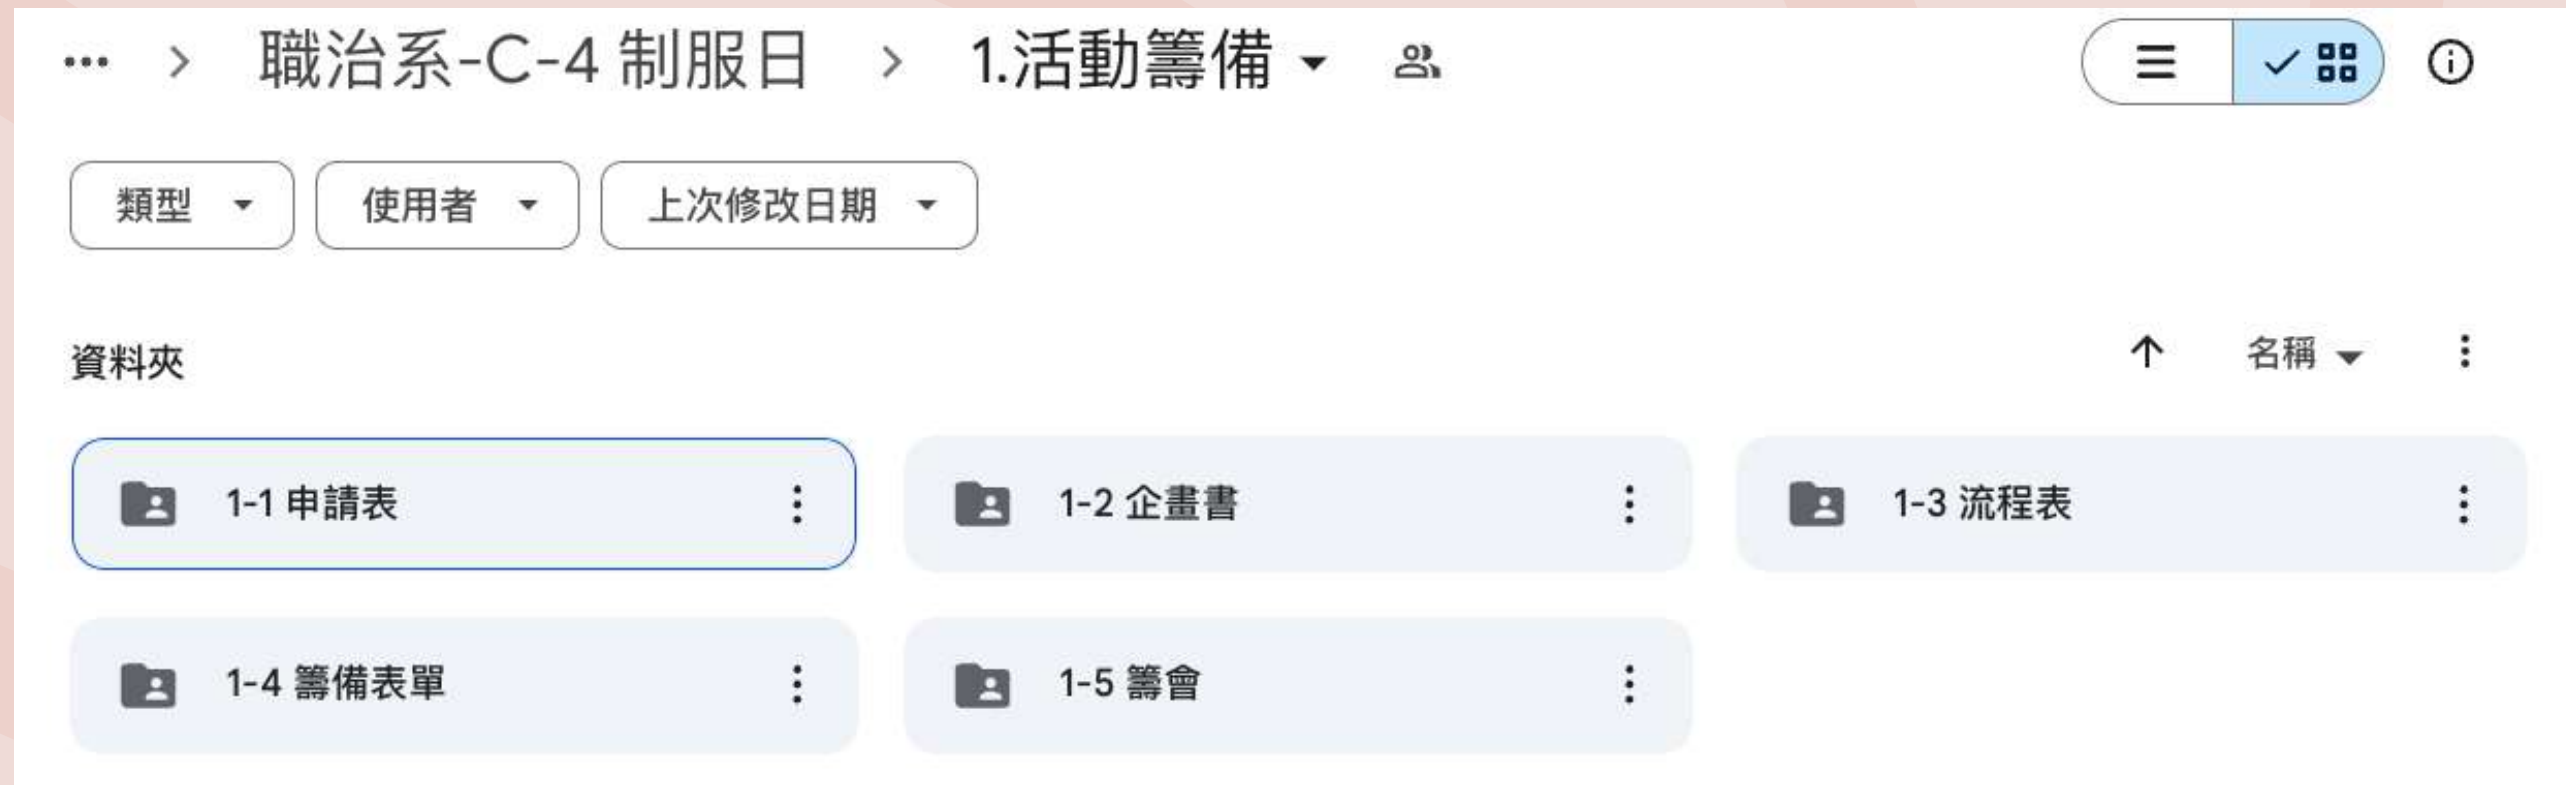 ... > 職治系-C-4 制服日 > 1.活動籌備
類型 使用者 上次修改日期
資料夾 名稱
1-1 申請表 1-2 企畫書 1-3 流程表
1-4 籌備表單 1-5 籌會